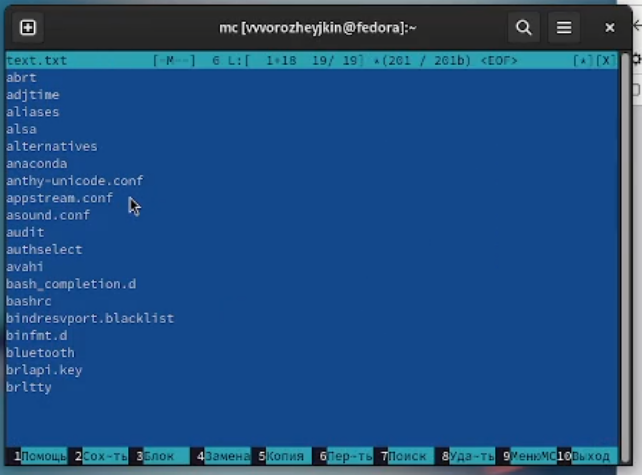 mc [vvvorozheyjkin@fedora]:~
text.txt [-M--] 6 L:[ 1+18 19/ 19] *(201 / 201b) <EOF> [*][X]
abrt
adjtime
aliases
alsa
alternatives
anaconda
anthy-unicode.conf
appstream.conf
asound.conf
audit
authselect
avahi
bash_completion.d
bashrc
bindresvport.blacklist
binfmt.d
bluetooth
brlapi.key
brltty
1Помощь 2Сох-ть 3Блок 4Замена 5Копия 6Пер-ть 7Поиск 8Уда-ть 9МенюMC 10Выход